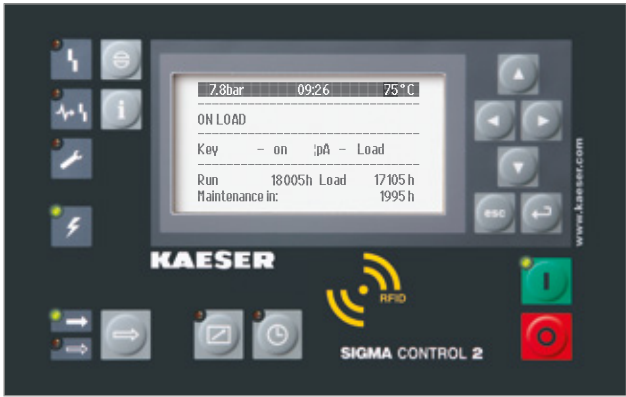 7.8bar 09:26 75°C
ON LOAD
Key - on ¦pA - Load
Run 18005h Load 17105h
Maintenance in: 1995h
esc
www.kaeser.com
KAESER
RFID
SIGMA CONTROL 2